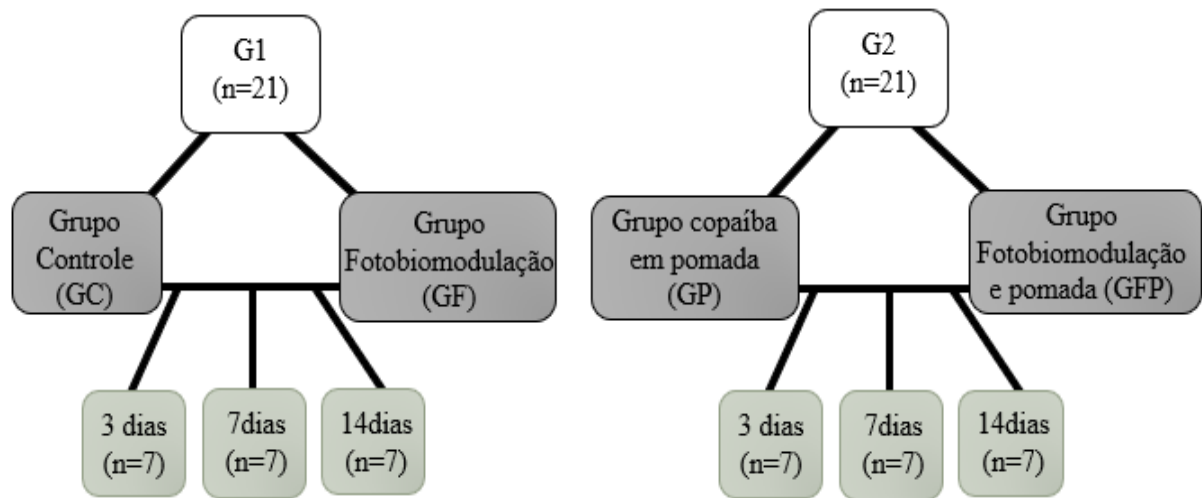 G1
(n=21)
Grupo
Controle
(GC)
Grupo
Fotobiomodulação
(GF)
3 dias
(n=7)
7dias
(n=7)
14dias
(n=7)
G2
(n=21)
Grupo copaíba
em pomada
(GP)
Grupo
Fotobiomodulação
e pomada (GFP)
3 dias
(n=7)
7dias
(n=7)
14dias
(n=7)